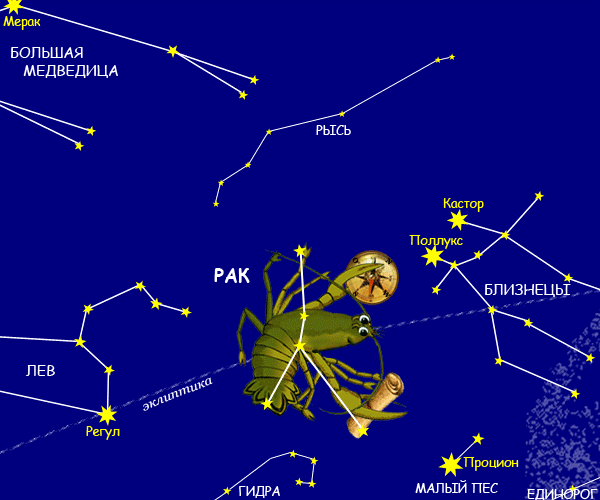 Мерак
БОЛЬШАЯ
МЕДВЕДИЦА
РЫСЬ
Кастор
Поллукс
РАК
БЛИЗНЕЦЫ
ЛЕВ
эклиптика
Регул
Процион
МАЛЫЙ ПЕС
ГИДРА
ЕДИНОРОГ